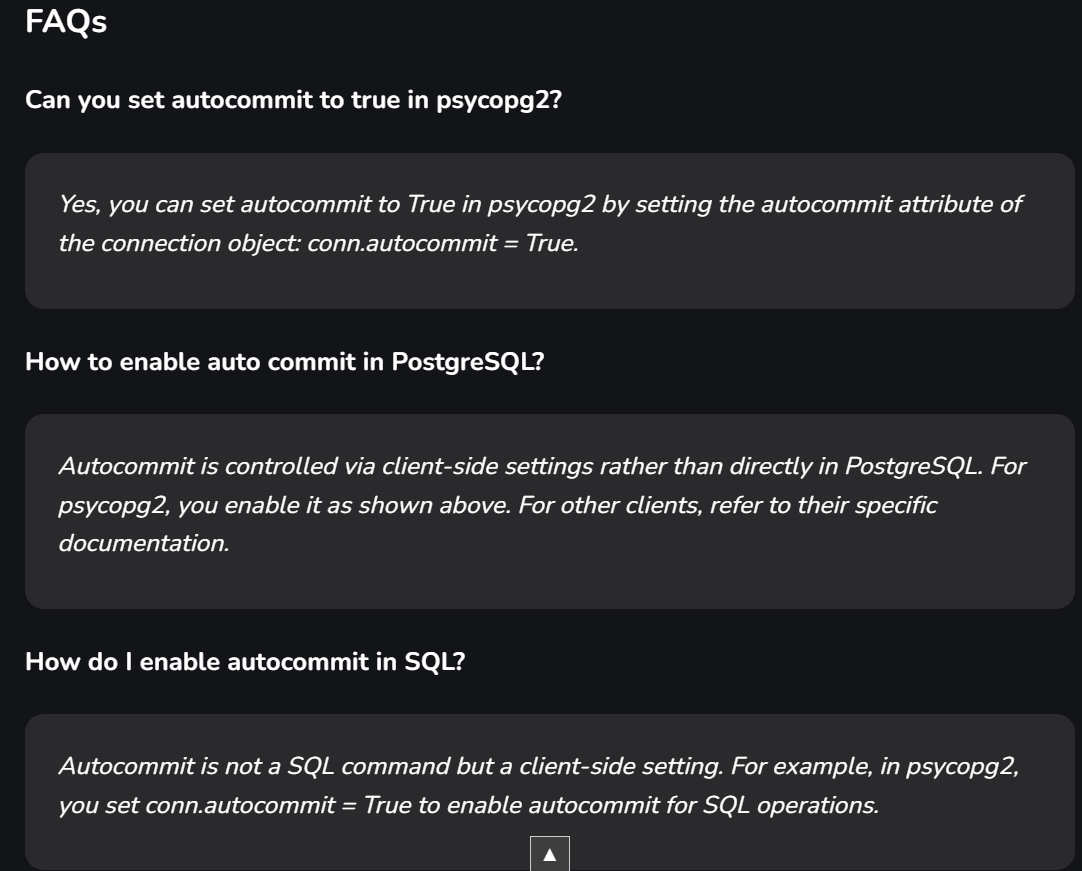 FAQs
Can you set autocommit to true in psycopg2?
Yes, you can set autocommit to True in psycopg2 by setting the autocommit attribute of
the connection object: conn.autocommit = True.
How to enable auto commit in PostgreSQL?
Autocommit is controlled via client-side settings rather than directly in PostgreSQL. For
psycopg2, you enable it as shown above. For other clients, refer to their specific
documentation.
How do I enable autocommit in SQL?
Autocommit is not a SQL command but a client-side setting. For example, in psycopg2,
you set conn.autocommit = True to enable autocommit for SQL operations.